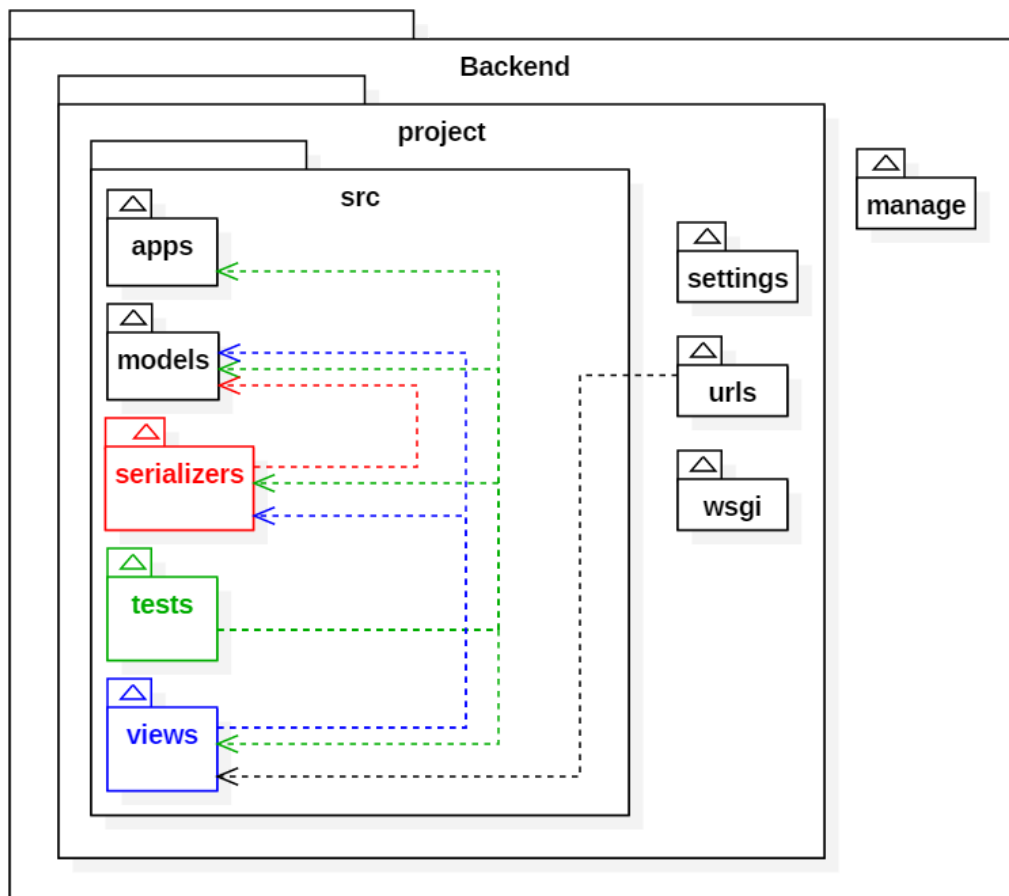 Backend
project
src
apps
models
serializers
tests
views
settings
urls
wsgi
manage